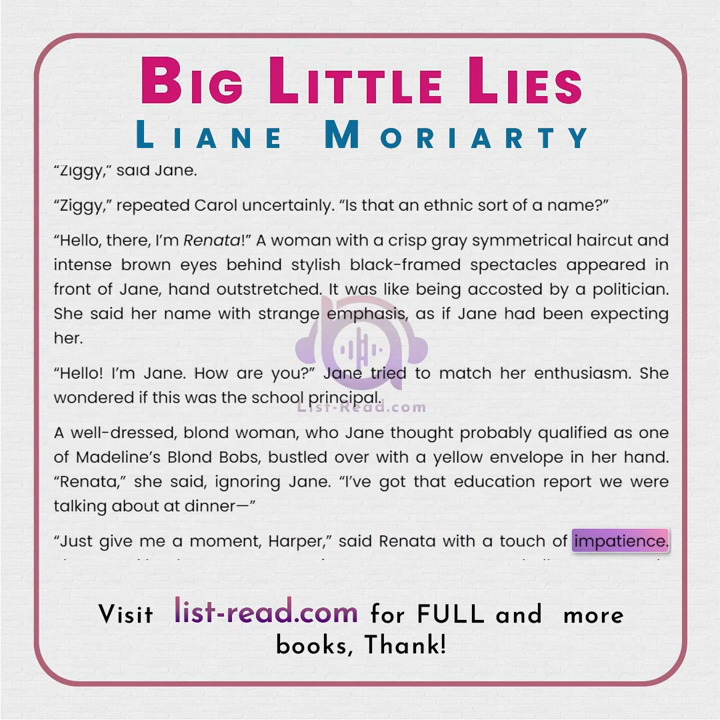 BIG LITTLE LIES
LIANE MORIARTY
“Ziggy,” said Jane.
“Ziggy,” repeated Carol uncertainly. “Is that an ethnic sort of a name?”
“Hello, there, I’m Renata!” A woman with a crisp gray symmetrical haircut and
intense brown eyes behind stylish black-framed spectacles appeared in
front of Jane, hand outstretched. It was like being accosted by a politician.
She said her name with strange emphasis, as if Jane had been expecting
her.
“Hello! I’m Jane. How are you?” Jane tried to match her enthusiasm. She
wondered if this was the school principal.
List-Read.com
A well-dressed, blond woman, who Jane thought probably qualified as one
of Madeline’s Blond Bobs, bustled over with a yellow envelope in her hand.
“Renata,” she said, ignoring Jane. “I’ve got that education report we were
talking about at dinner—”
“Just give me a moment, Harper,” said Renata with a touch of impatience.
Visit list-read.com for FULL and more
books, Thank!